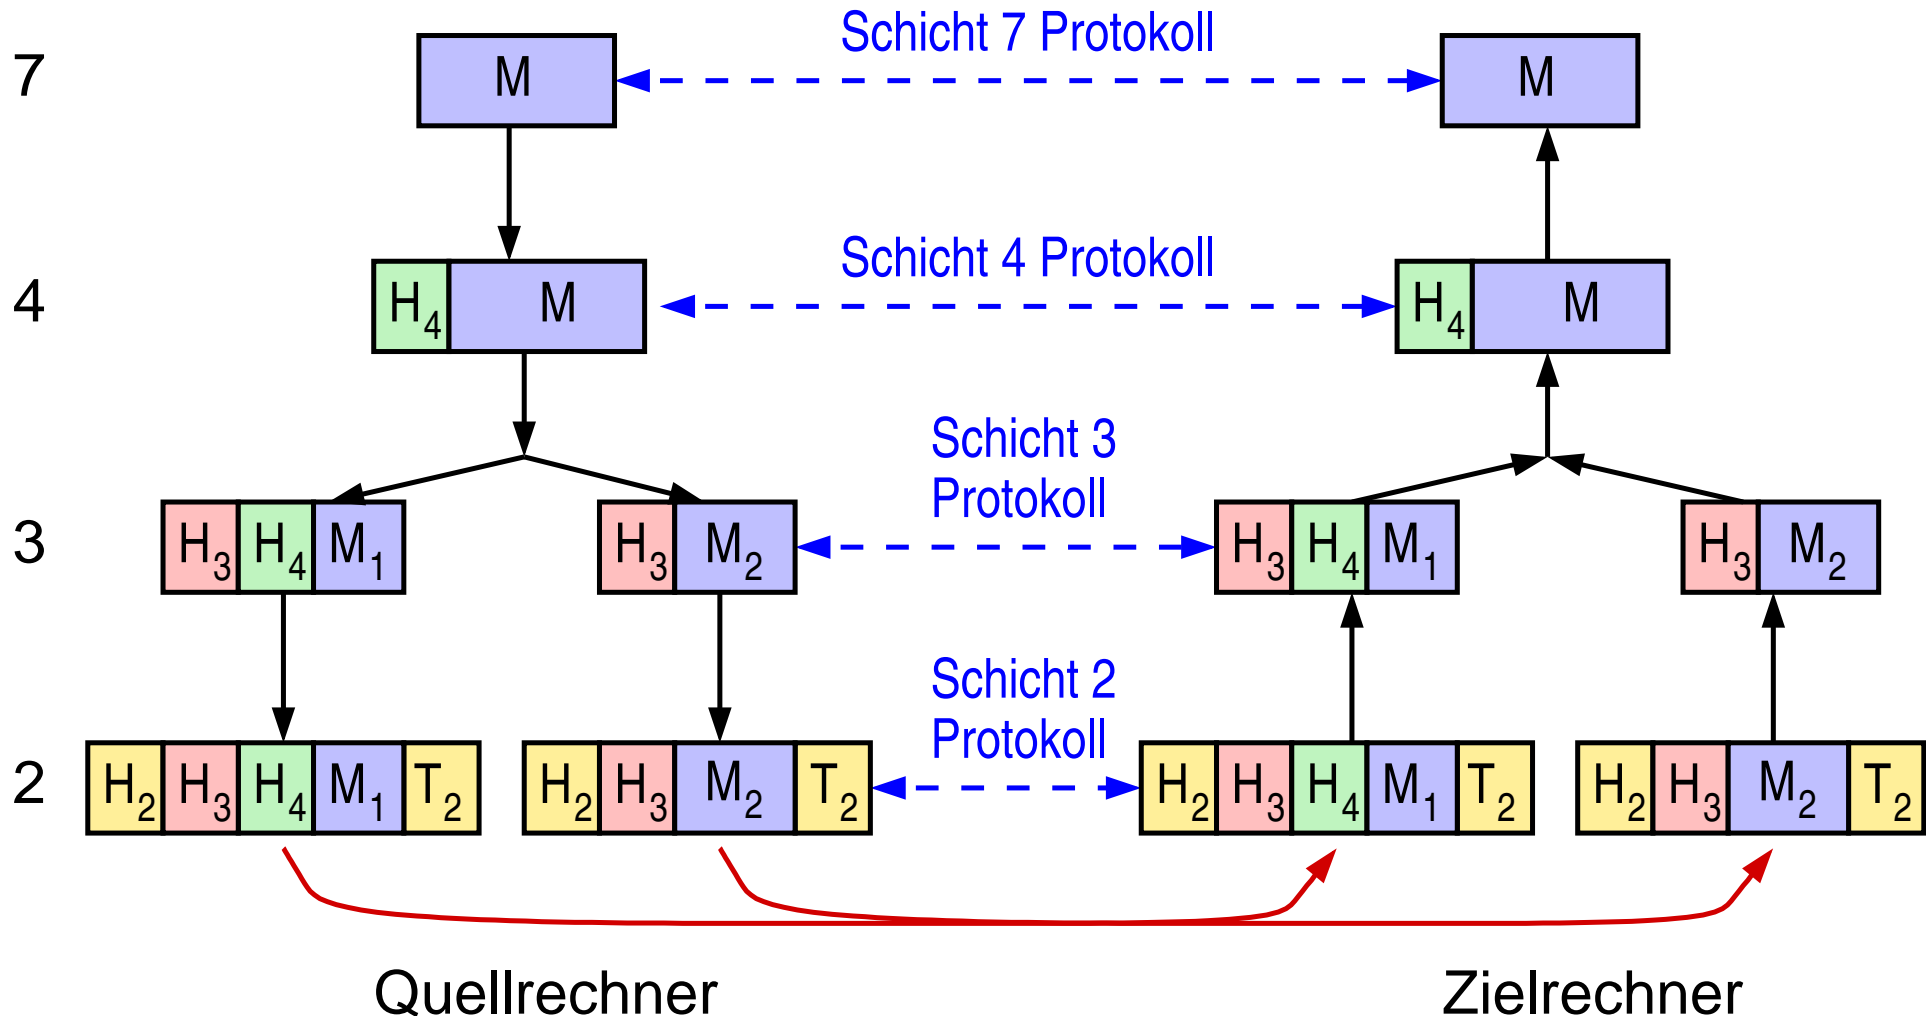 7 M Schicht 7 Protokoll M
4 H4 M Schicht 4 Protokoll H4 M
Schicht 3
Protokoll
3 H3 H4 M1 H3 M2 H3 H4 M1 H3 M2
Schicht 2
Protokoll
2 H2 H3 H4 M1 T2 H2 H3 M2 T2 H2 H3 H4 M1 T2 H2 H3 M2 T2
Quellrechner Zielrechner